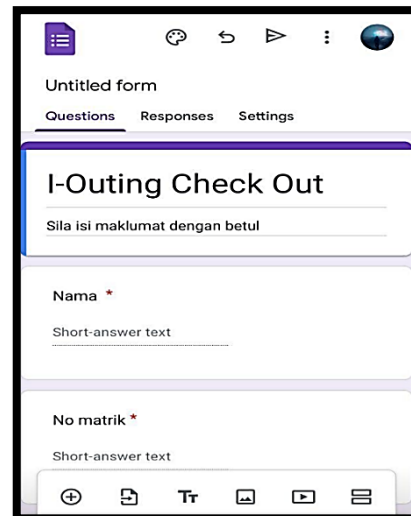 Untitled form
Questions Responses Settings
I-Outing Check Out
Sila isi maklumat dengan betul
Nama *
Short-answer text
No matrik *
Short-answer text
Tт